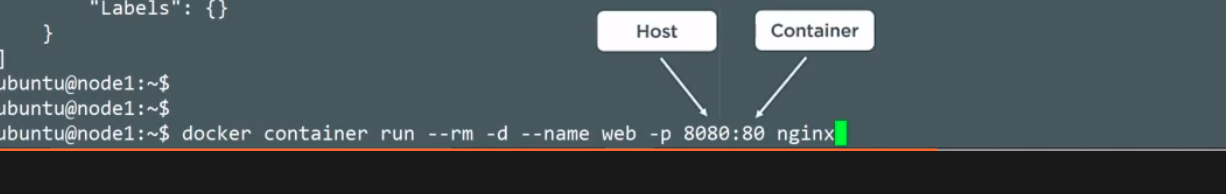 "Labels": {}
}
]
Host
Container
ubuntu@node1:~$
ubuntu@node1:~$
ubuntu@node1:~$ docker container run --rm -d --name web -p 8080:80 nginx